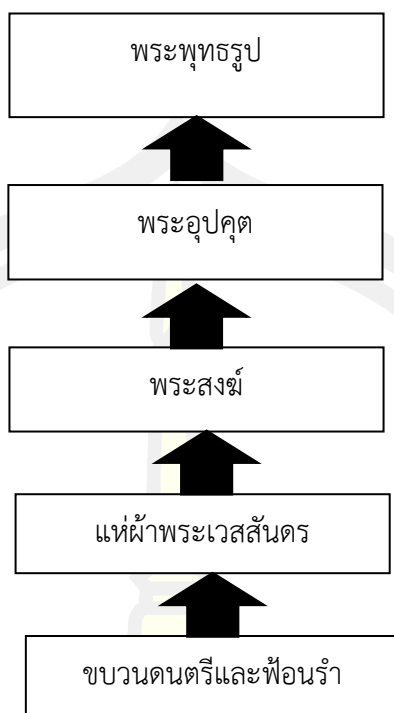 พระพุทธรูป
พระอุปคุต
พระสงฆ์
แห่ผ้าพระเวสสันดร
ขบวนดนตรีและฟ้อนรำ